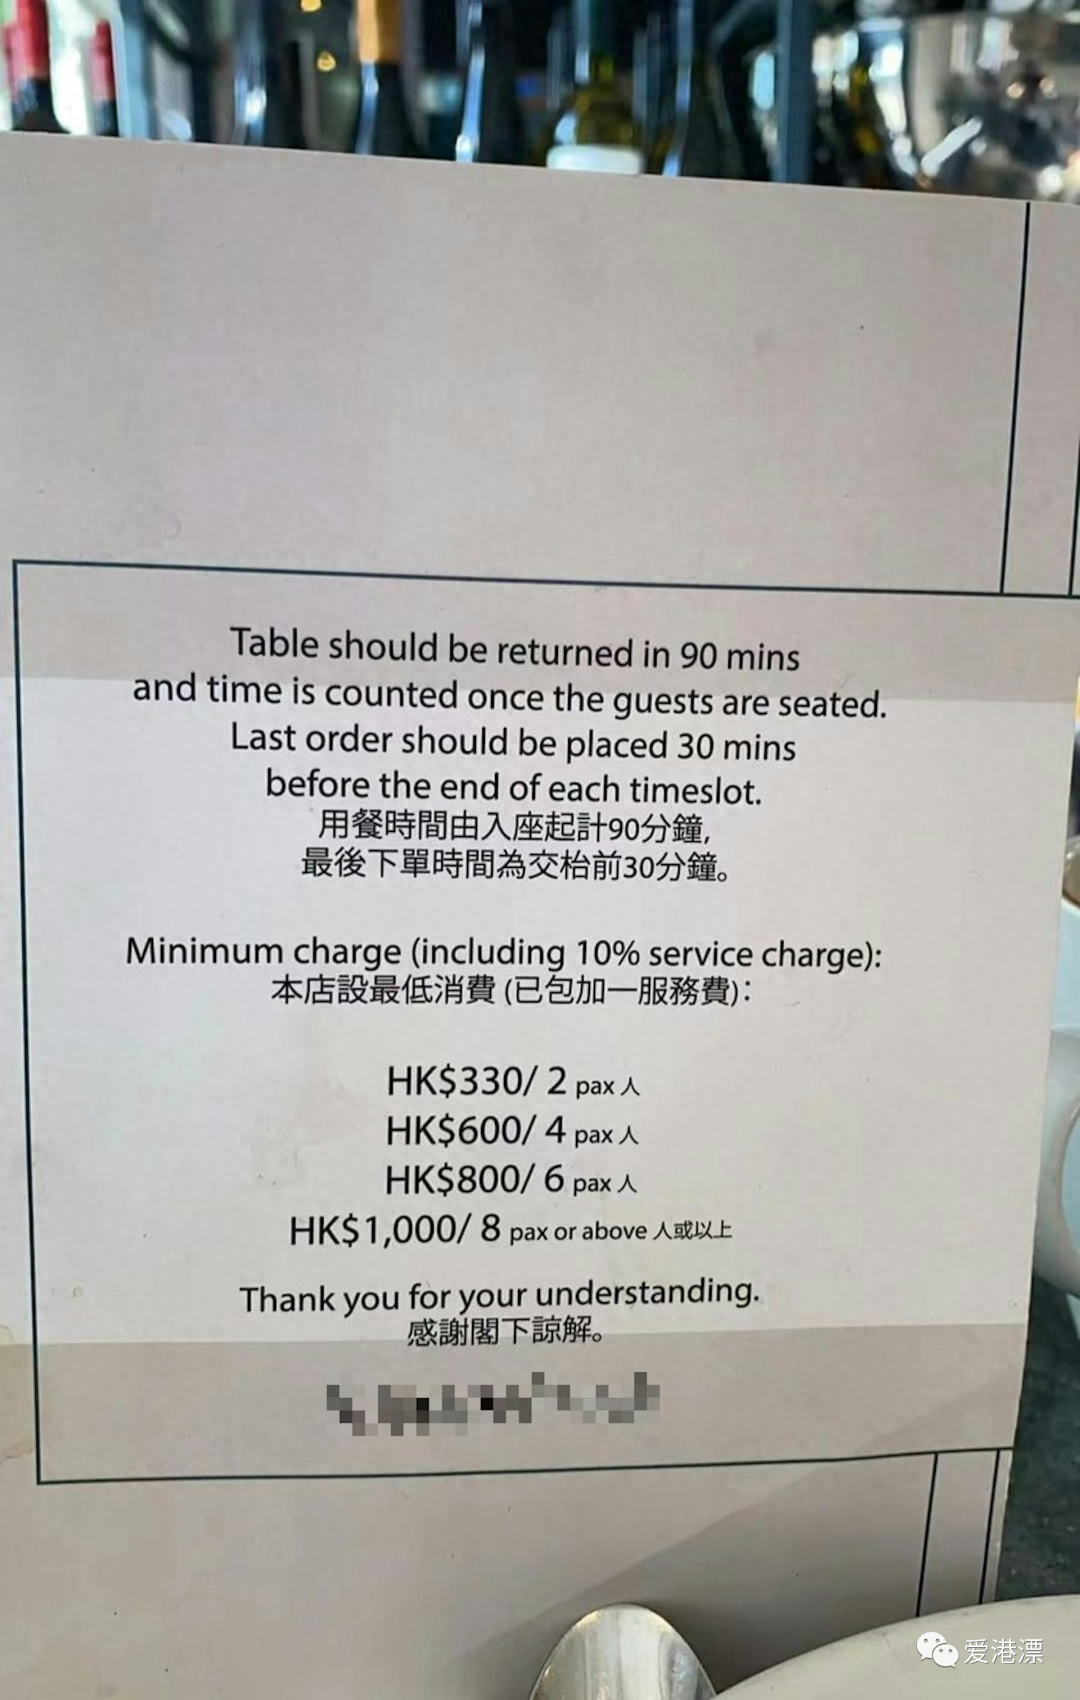 Table should be returned in 90 mins
and time is counted once the guests are seated.
Last order should be placed 30 mins
before the end of each timeslot.
用餐時間由入座起計90分鐘,
最後下單時間為交枱前30分鐘。
Minimum charge (including 10% service charge):
本店設最低消費 (已包加一服務費)：
HK$330/ 2 pax 人
HK$600/ 4 pax 人
HK$800/ 6 pax 人
HK$1,000/ 8 pax or above 人或以上
Thank you for your understanding.
感謝閣下諒解。
爱港漂